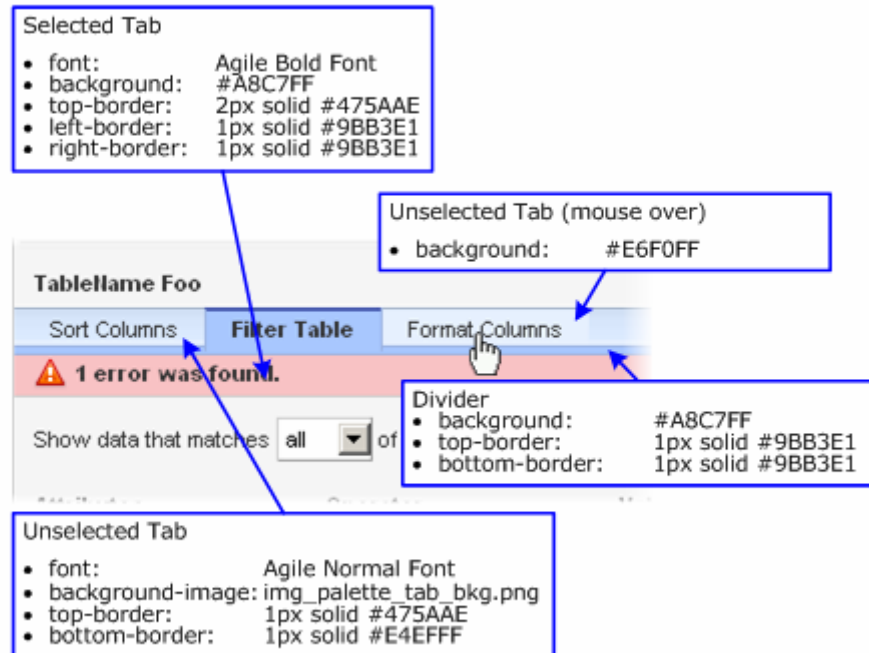 Selected Tab
• font: Agile Bold Font
• background: #A8C7FF
• top-border: 2px solid #475AAE
• left-border: 1px solid #9BB3E1
• right-border: 1px solid #9BB3E1
Unselected Tab (mouse over)
• background: #E6F0FF
TableName Foo
Sort Columns Filter Table Format Columns
1 error was found.
Divider
• background: #A8C7FF
• top-border: 1px solid #9BB3E1
• bottom-border: 1px solid #9BB3E1
Show data that matches all of
Unselected Tab
• font: Agile Normal Font
• background-image: img_palette_tab_bkg.png
• top-border: 1px solid #475AAE
• bottom-border: 1px solid #E4EFFF